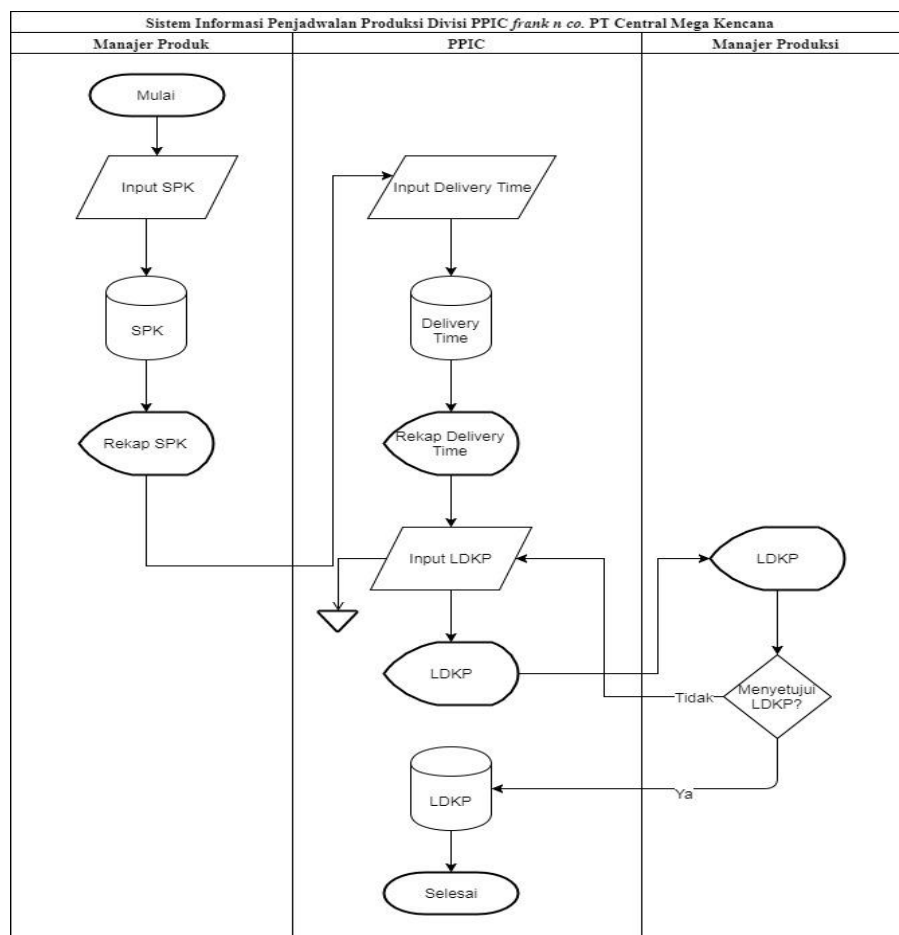 Sistem Informasi Penjadwalan Produksi Divisi PPIC frank n co. PT Central Mega Kencana
Manajer Produk
PPIC
Manajer Produksi
Mulai
Input SPK
Input Delivery Time
SPK
Delivery
Time
Rekap SPK
Rekap Delivery
Time
Input LDKP
LDKP
LDKP
Tidak
Menyetujui
LDKP?
LDKP
Ya
Selesai